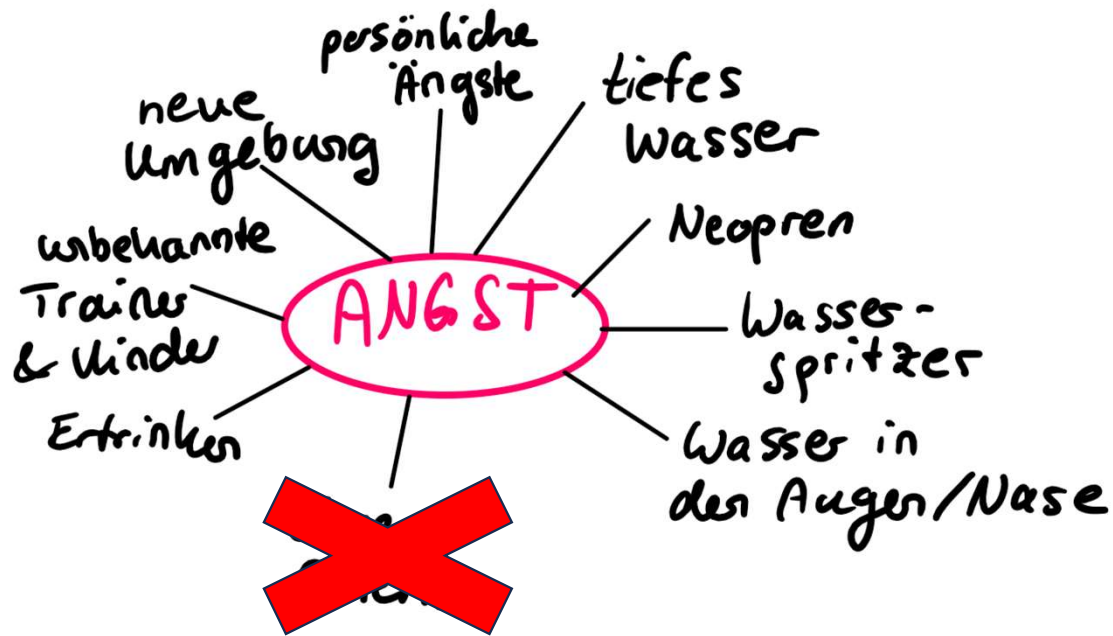 persönliche
Ängste
tiefes
Wasser
neue
Umgebung
Neopren
unbekannte
Trainer
& Kinder
ANGST
Wasser-
spritzer
Ertrinken
Wasser in
den Augen/Nase